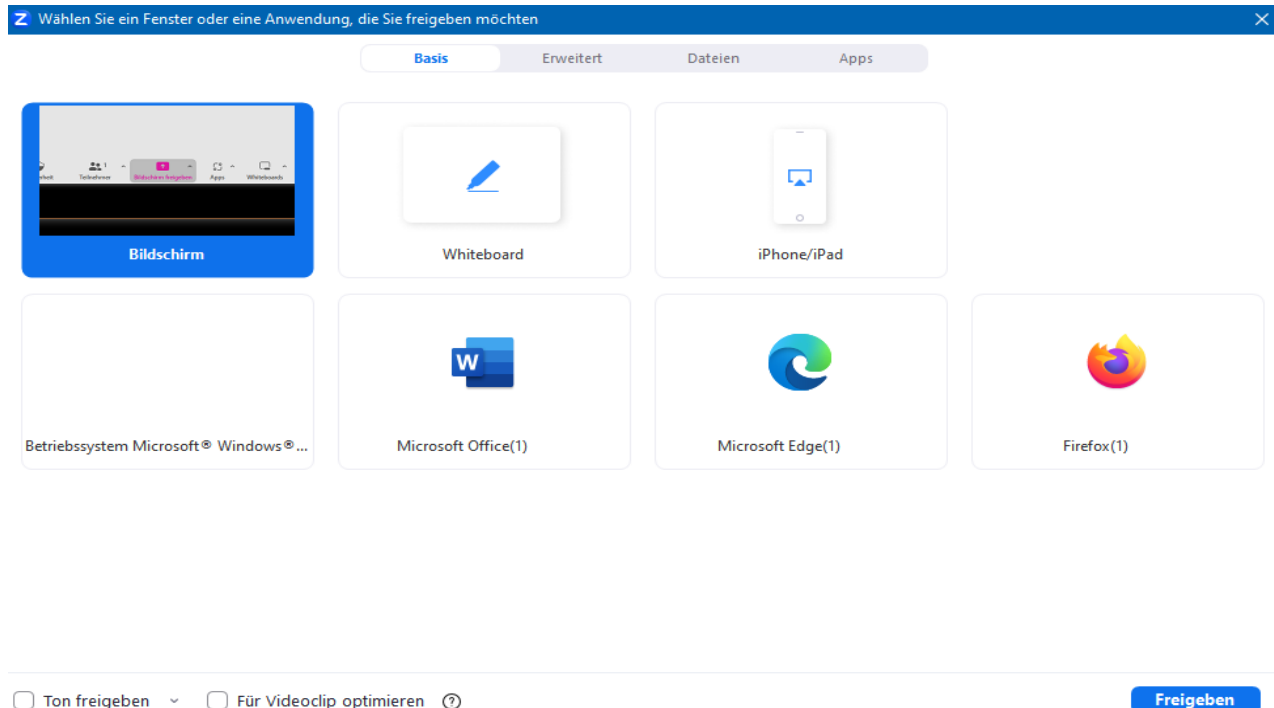 Z Wählen Sie ein Fenster oder eine Anwendung, die Sie freigeben möchten
Basis Erweitert Dateien Apps
Teilnehmer 1 Bildschirm freigeben Apps Whiteboards
Bildschirm Whiteboard iPhone/iPad
W
Betriebssystem Microsoft® Windows®... Microsoft Office(1) Microsoft Edge(1) Firefox(1)
Ton freigeben Für Videoclip optimieren ? Freigeben